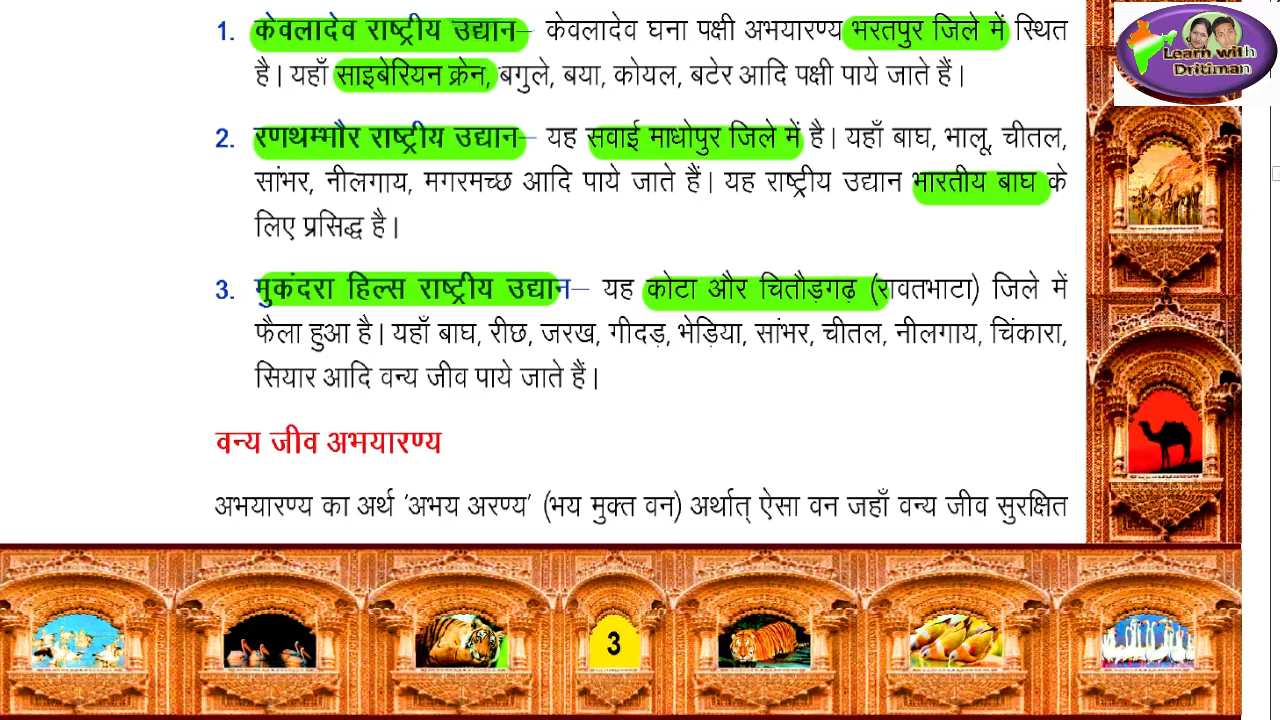 1. केवलादेव राष्ट्रीय उद्यान– केवलादेव घना पक्षी अभयारण्य भरतपुर जिले में स्थित
है। यहाँ साइबेरियन क्रेन, बगुले, बया, कोयल, बटेर आदि पक्षी पाये जाते हैं।
2. रणथम्भौर राष्ट्रीय उद्यान– यह सवाई माधोपुर जिले में है। यहाँ बाघ, भालू, चीतल,
सांभर, नीलगाय, मगरमच्छ आदि पाये जाते हैं। यह राष्ट्रीय उद्यान भारतीय बाघ के
लिए प्रसिद्ध है।
3. मुकंदरा हिल्स राष्ट्रीय उद्यान– यह कोटा और चितौड़गढ़ (रावतभाटा) जिले में
फैला हुआ है। यहाँ बाघ, रीछ, जरख, गीदड़, भेड़िया, सांभर, चीतल, नीलगाय, चिंकारा,
सियार आदि वन्य जीव पाये जाते हैं।
वन्य जीव अभयारण्य
अभयारण्य का अर्थ 'अभय अरण्य' (भय मुक्त वन) अर्थात् ऐसा वन जहाँ वन्य जीव सुरक्षित
3
Learn with
Dritiman